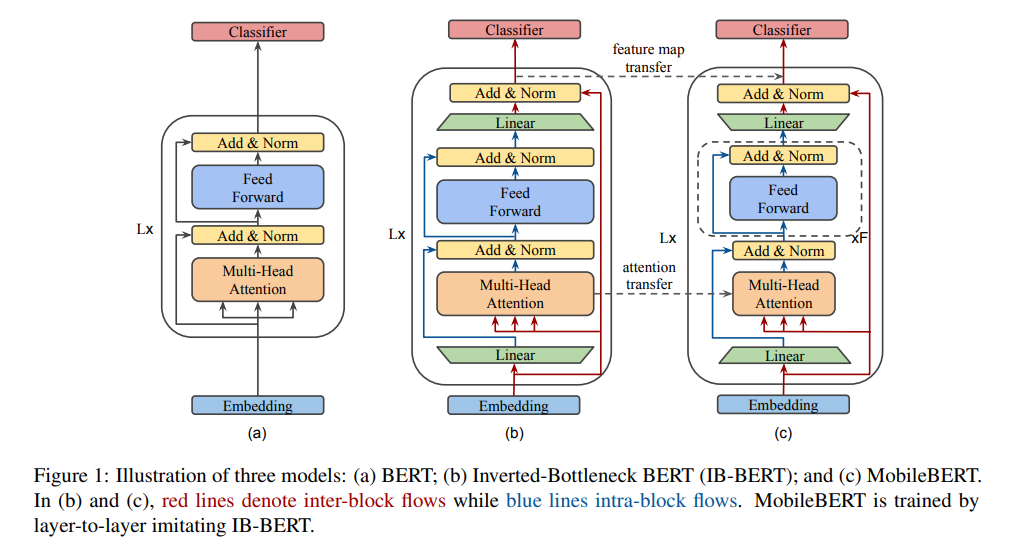 Classifier
Add & Norm
Feed
Forward
Add & Norm
Multi-Head
Attention
Lx
Embedding
(a)
Classifier
Add & Norm
Linear
Add & Norm
Feed
Forward
Add & Norm
Multi-Head
Attention
Linear
Lx
Embedding
(b)
feature map
transfer
attention
transfer
Classifier
Add & Norm
Linear
Add & Norm
Feed
Forward
xF
Add & Norm
Multi-Head
Attention
Linear
Lx
Embedding
(c)
Figure 1: Illustration of three models: (a) BERT; (b) Inverted-Bottleneck BERT (IB-BERT); and (c) MobileBERT.
In (b) and (c), red lines denote inter-block flows while blue lines intra-block flows. MobileBERT is trained by
layer-to-layer imitating IB-BERT.